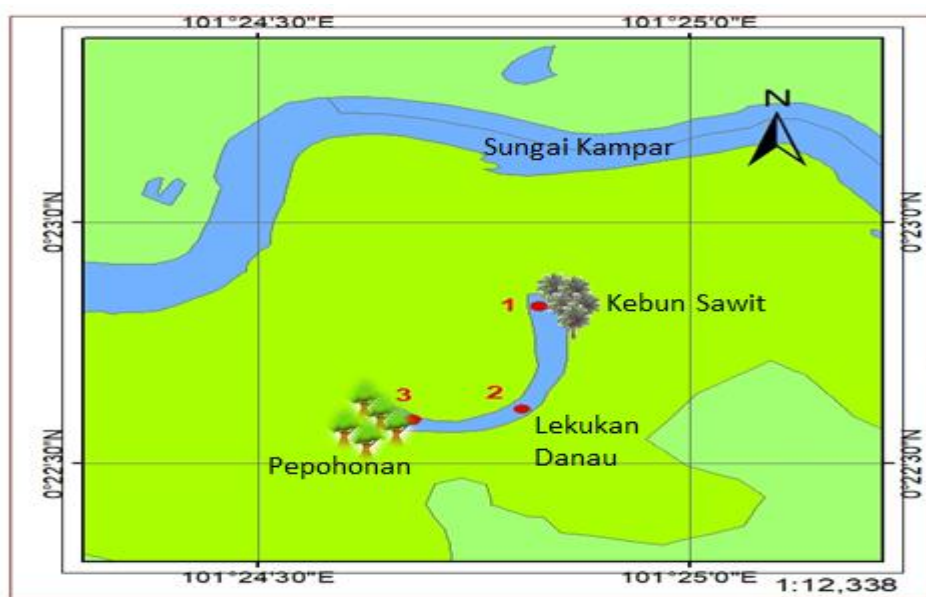 101°24'30"E
101°25'0"E
N
Sungai Kampar
0°23'0"N
0°23'0"N
1
Kebun Sawit
3
2
Lekukan
Danau
Pepohonan
0°22'30"N
0°22'30"N
101°24'30"E
101°25'0"E
1:12,338